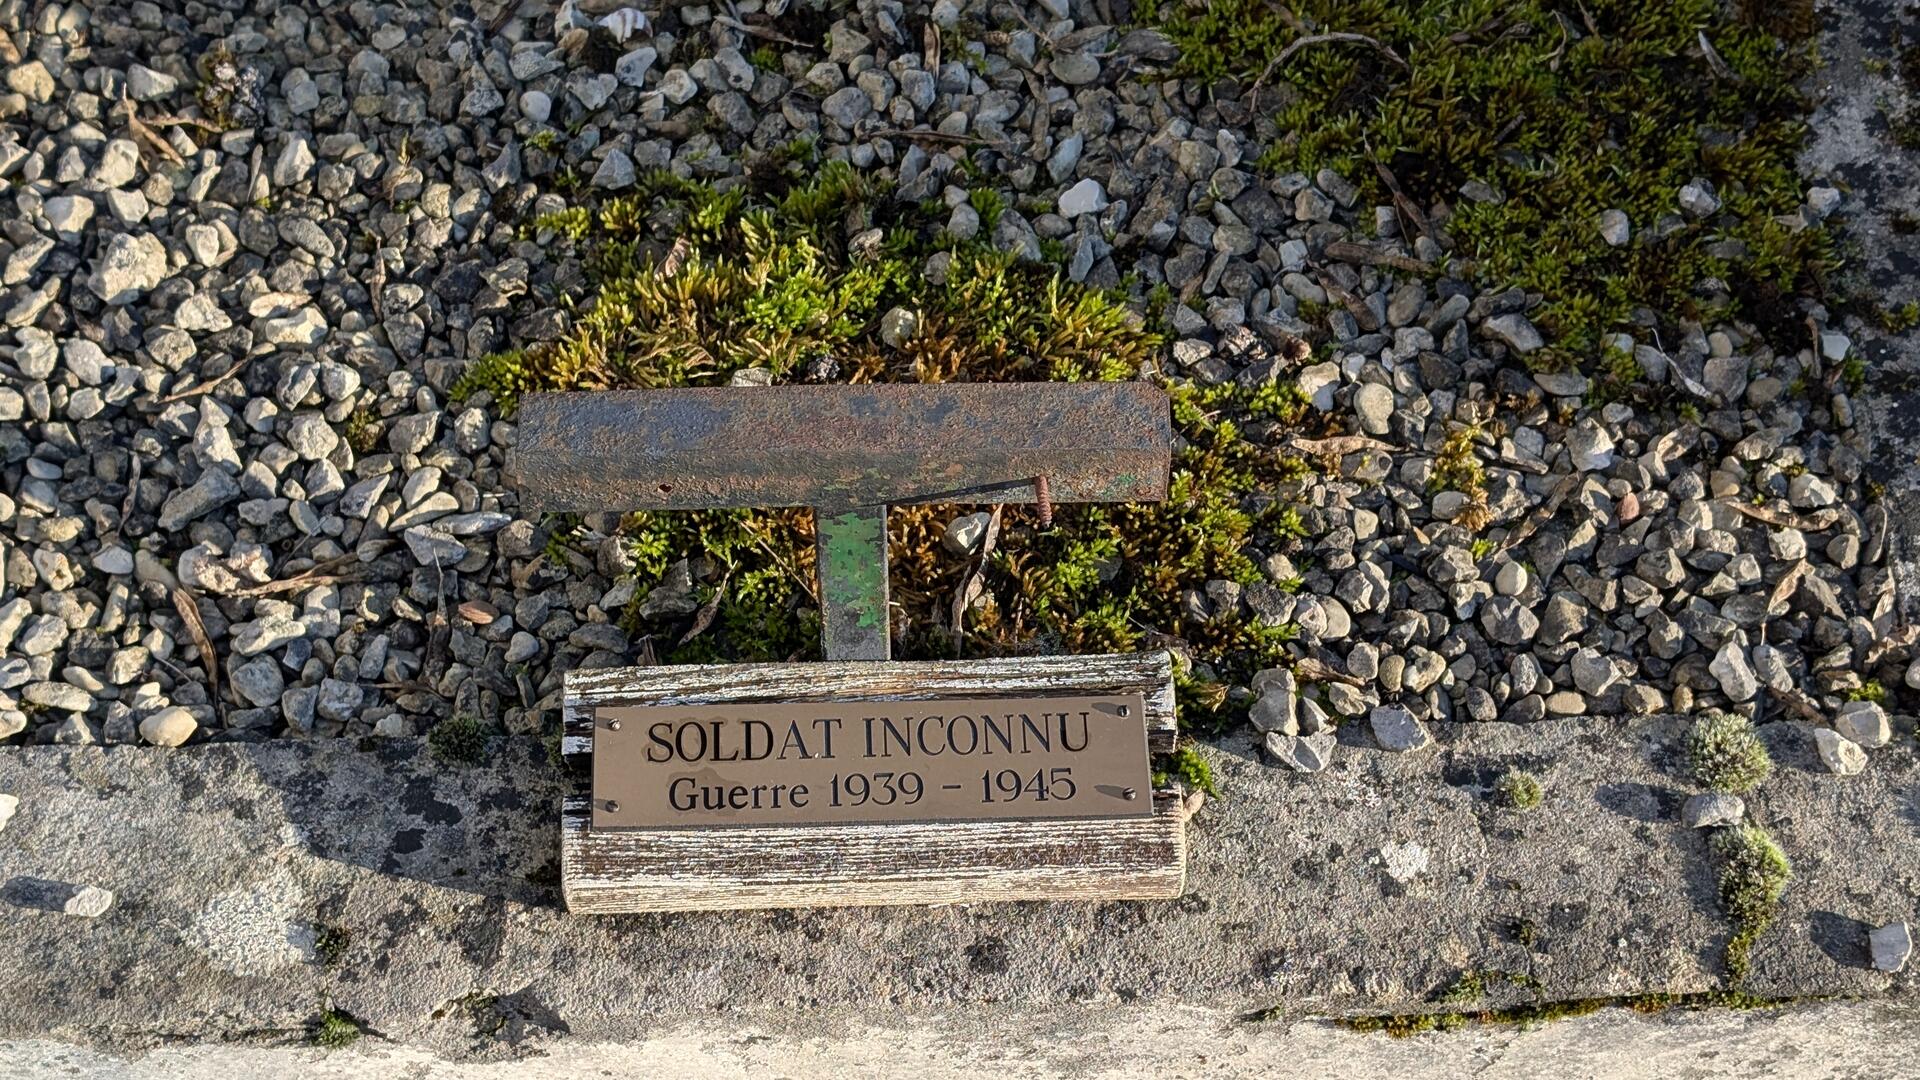 SOLDAT INCONNU
Guerre 1939 - 1945